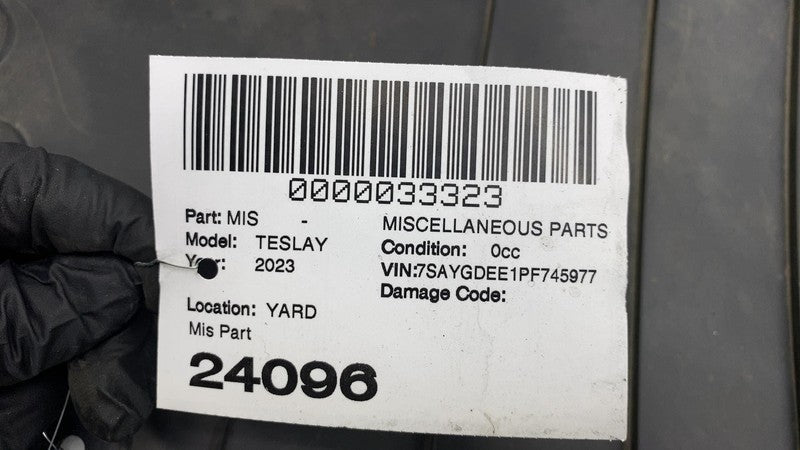 0000033323
Part: MIS - MISCELLANEOUS PARTS
Model: TESLAY Condition: 0cc
Year: 2023 VIN:7SAYGDEE1PF745977
Damage Code:
Location: YARD
Mis Part
24096